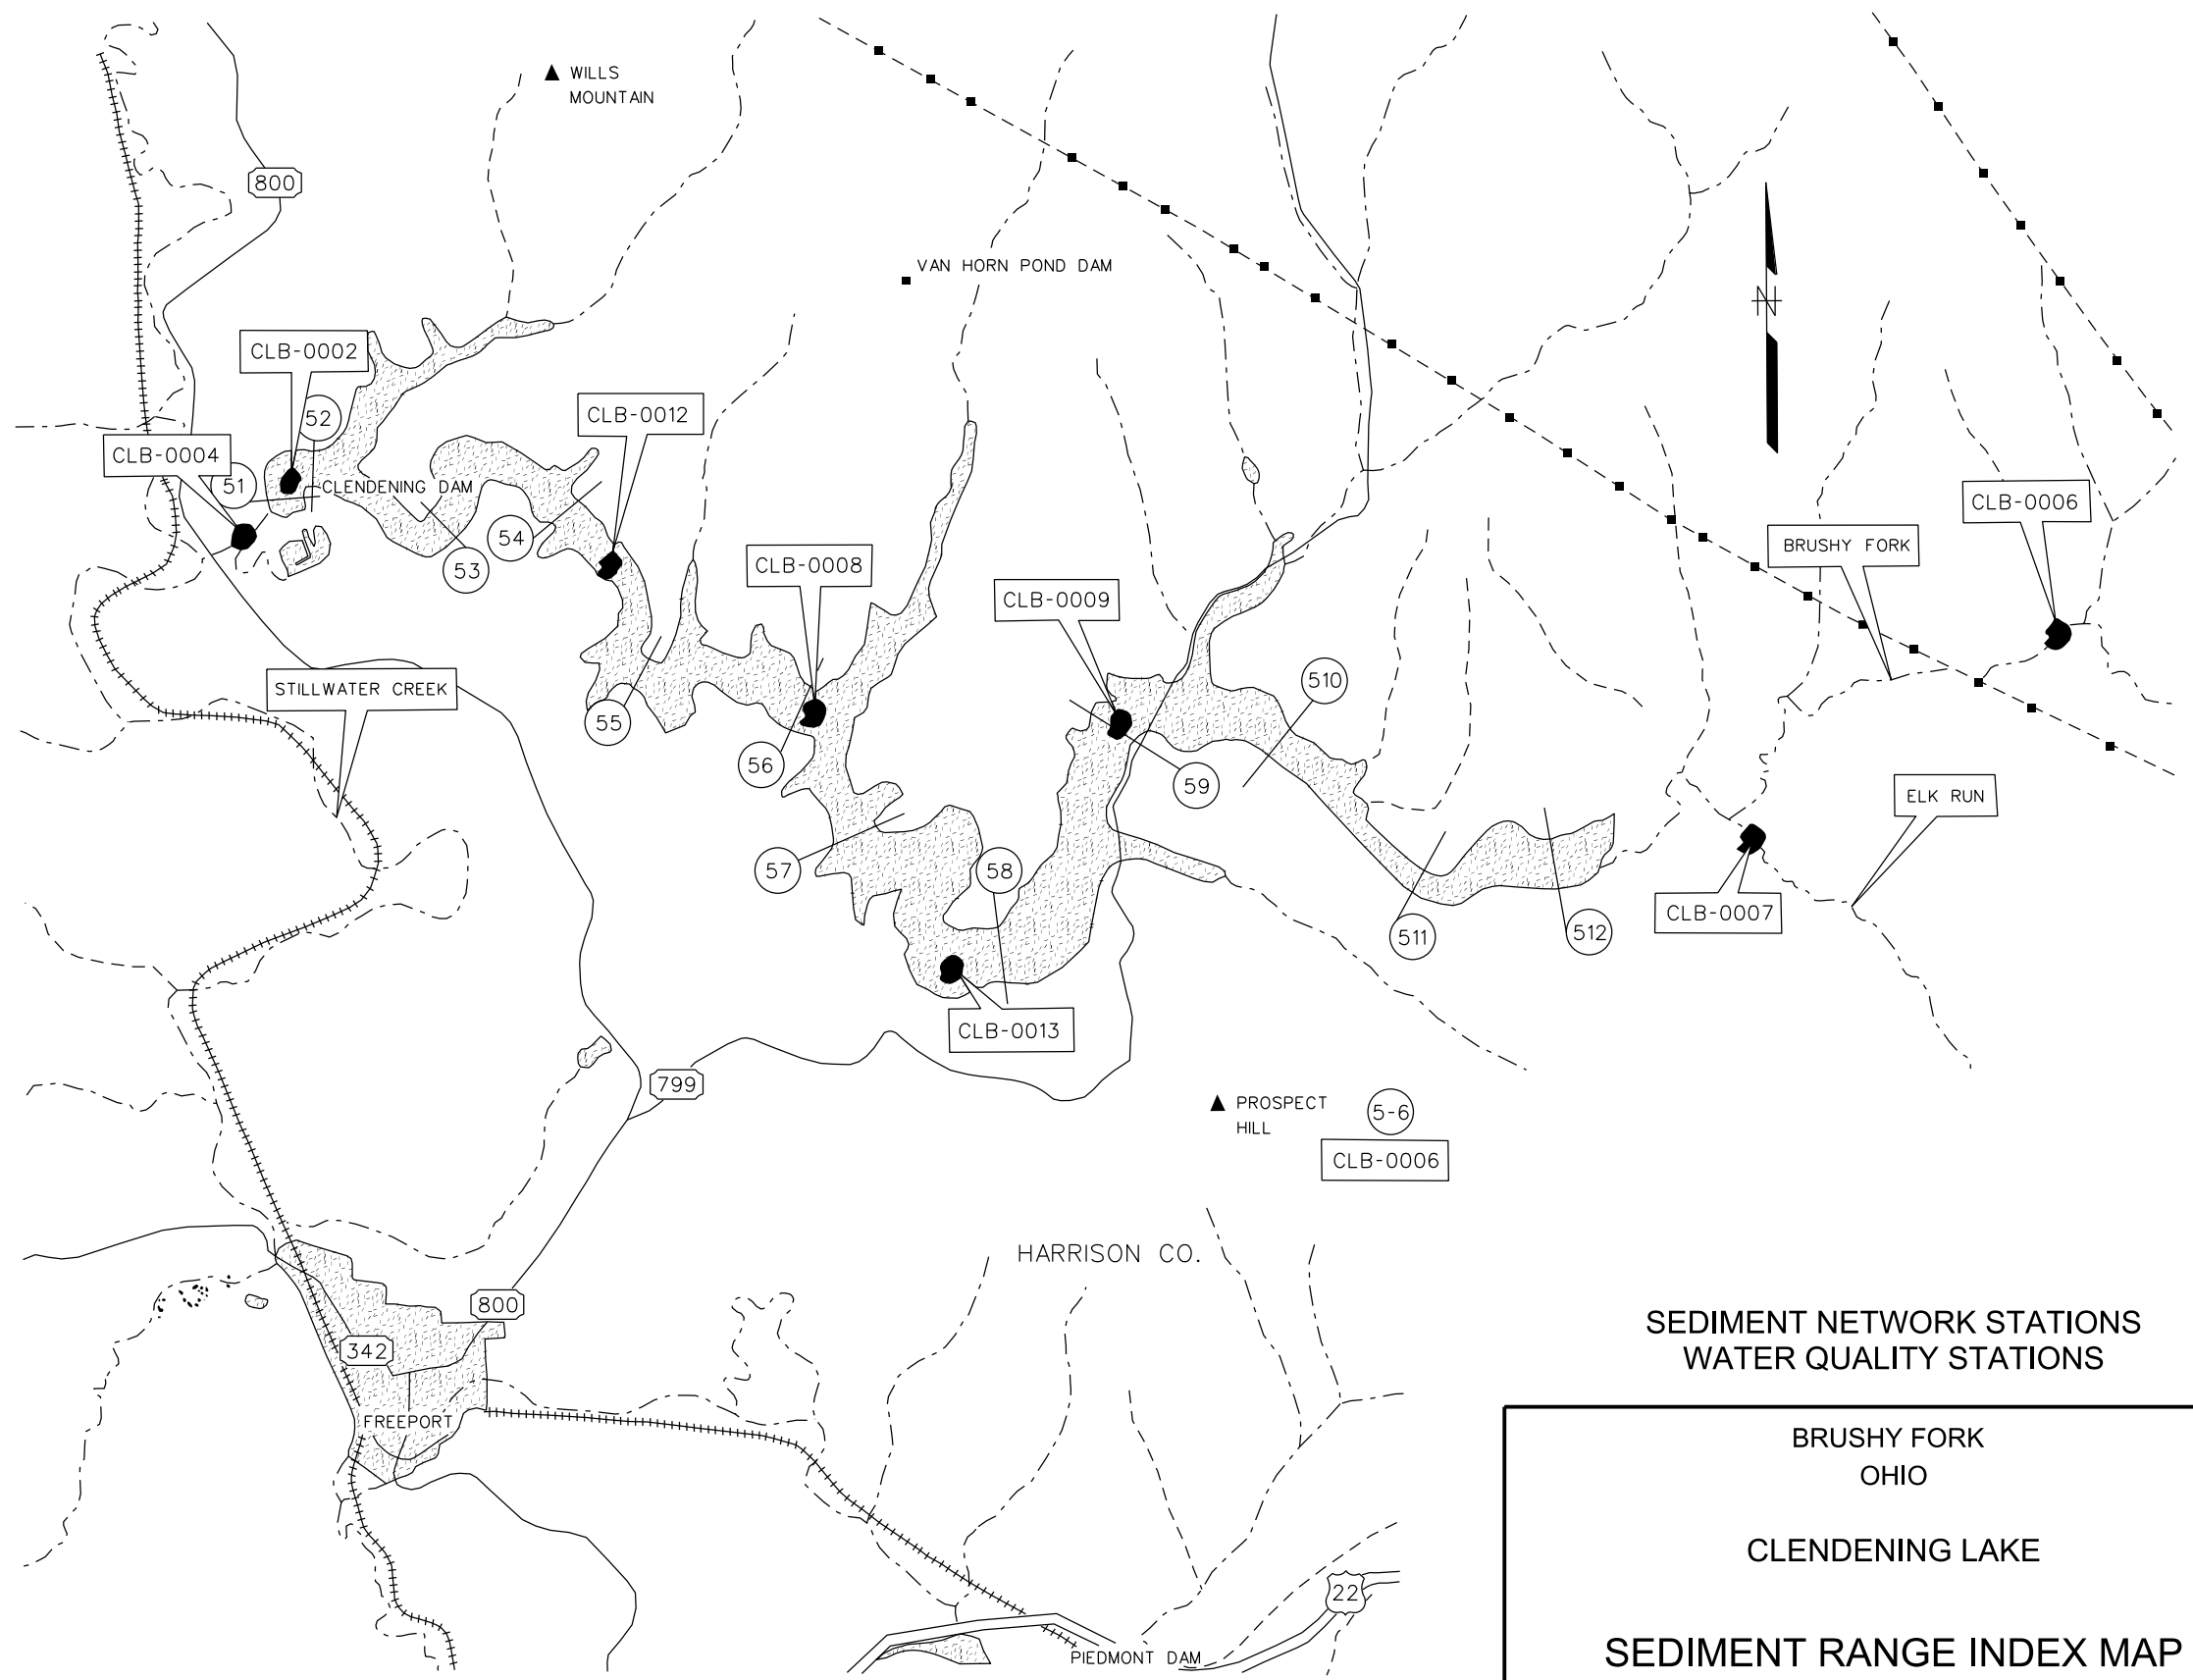 WILLS
MOUNTAIN
800
VAN HORN POND DAM
CLB-0002
52
CLB-0012
CLB-0004
51
CLENDENING DAM
54
53
CLB-0006
BRUSHY FORK
CLB-0008
CLB-0009
STILLWATER CREEK
510
55
56
59
ELK RUN
57
58
CLB-0007
511
512
CLB-0013
799
PROSPECT
HILL
5-6
CLB-0006
HARRISON CO.
800
342
FREEPORT
22
PIEDMONT DAM
N
SEDIMENT NETWORK STATIONS
WATER QUALITY STATIONS
BRUSHY FORK
OHIO
CLENDENING LAKE
SEDIMENT RANGE INDEX MAP